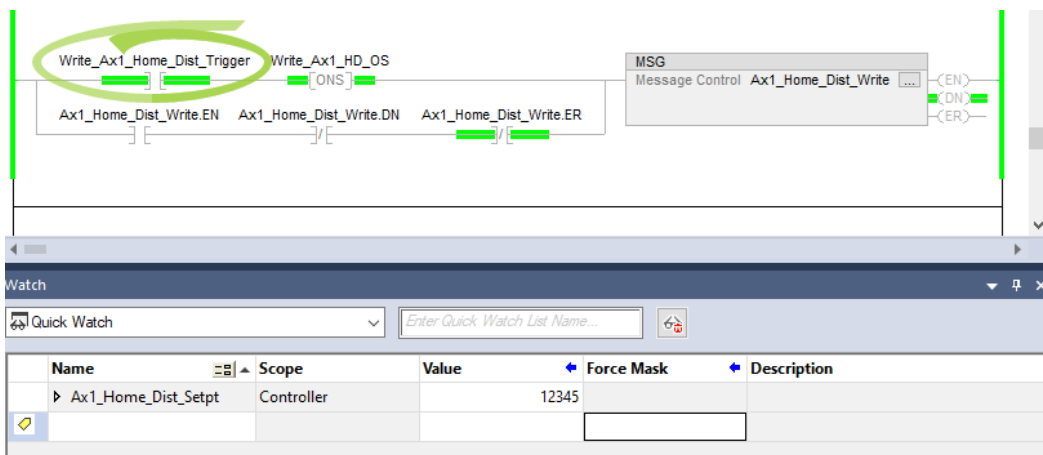 Write_Ax1_Home_Dist_Trigger Write_Ax1_HD_OS MSG
ONS Message Control Ax1_Home_Dist_Write ... (EN)
(DN)
Ax1_Home_Dist_Write.EN Ax1_Home_Dist_Write.DN Ax1_Home_Dist_Write.ER (ER)
Watch
Quick Watch Enter Quick Watch List Name...
Name Scope Value Force Mask Description
Ax1_Home_Dist_Setpt Controller 12345